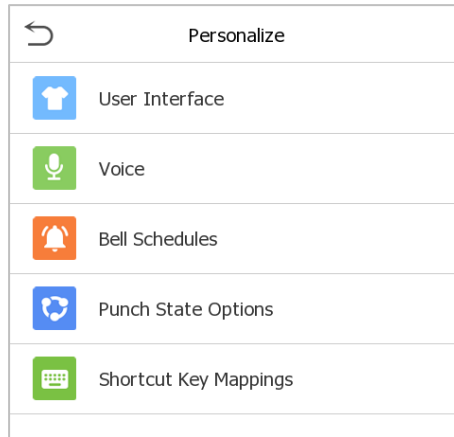 Personalize
User Interface
Voice
Bell Schedules
Punch State Options
Shortcut Key Mappings